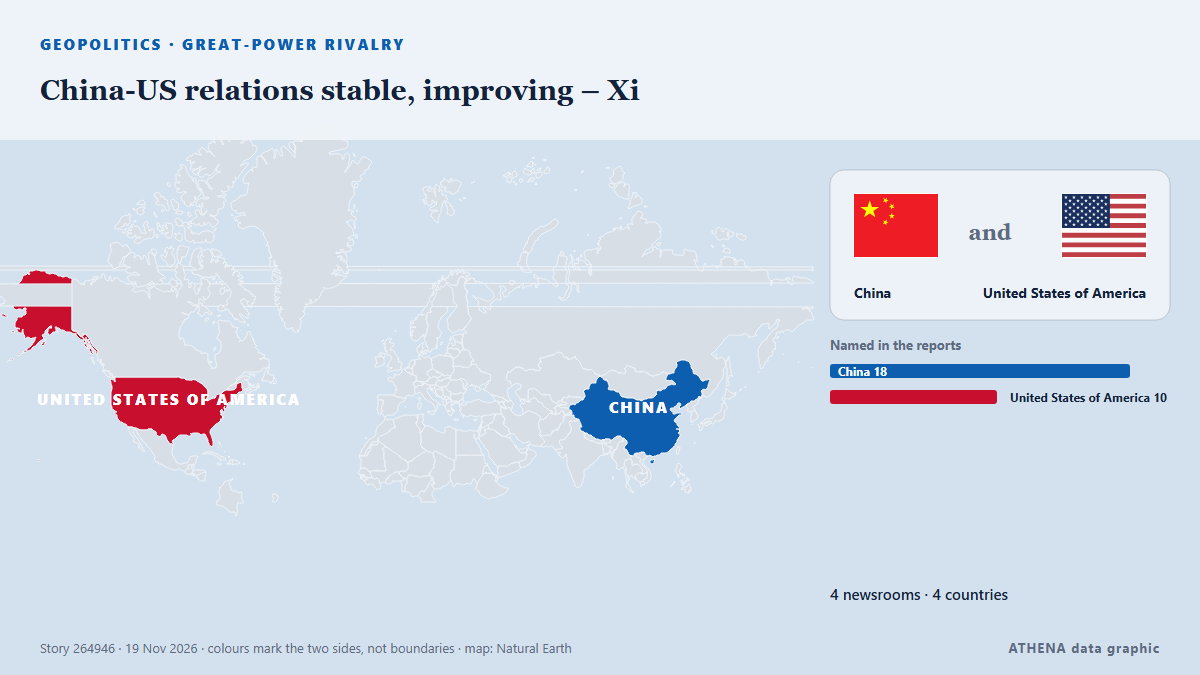 GEOPOLITICS · GREAT-POWER RIVALRY
China-US relations stable, improving – Xi
and
China
United States of America
Named in the reports
China 18
United States of America 10
UNITED STATES OF AMERICA
CHINA
4 newsrooms · 4 countries
Story 264946 · 19 Nov 2026 · colours mark the two sides, not boundaries · map: Natural Earth
ATHENA data graphic